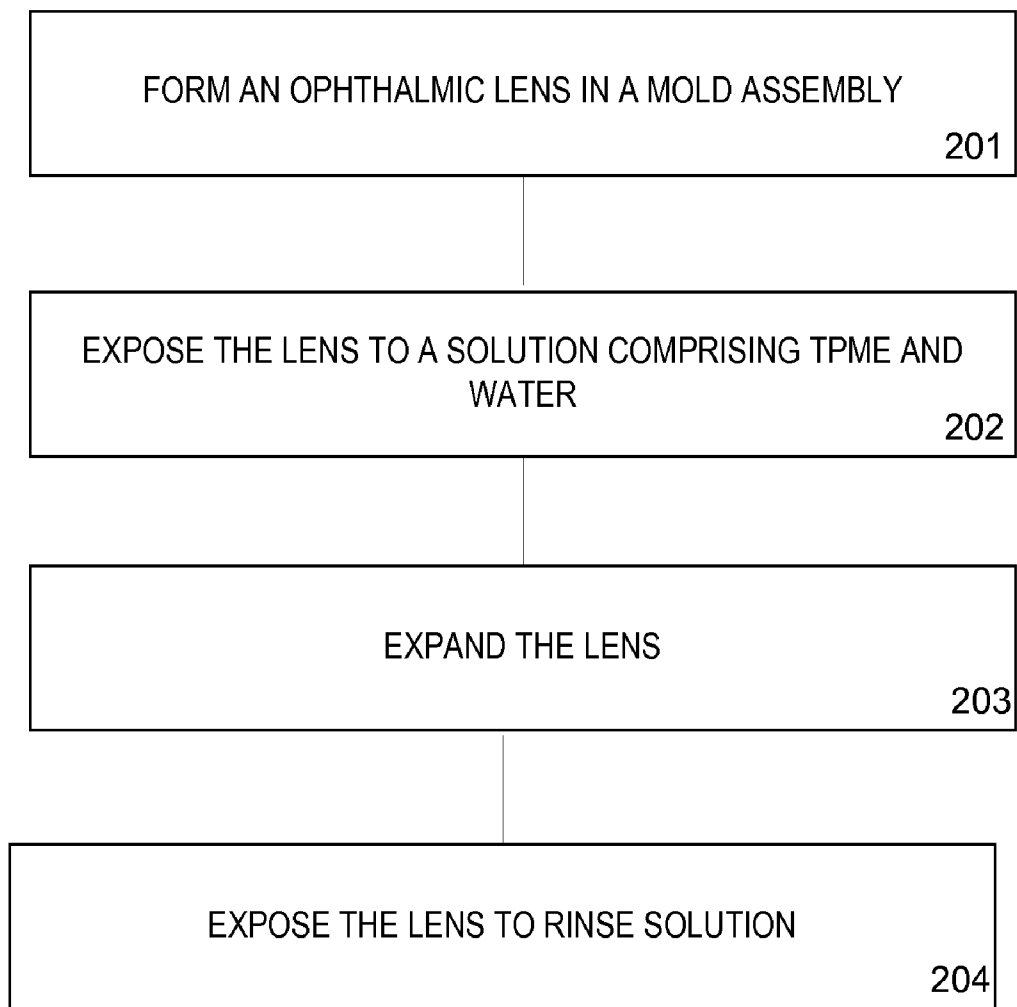 FORM AN OPHTHALMIC LENS IN A MOLD ASSEMBLY
201
EXPOSE THE LENS TO A SOLUTION COMPRISING TPME AND
WATER
202
EXPAND THE LENS
203
EXPOSE THE LENS TO RINSE SOLUTION
204